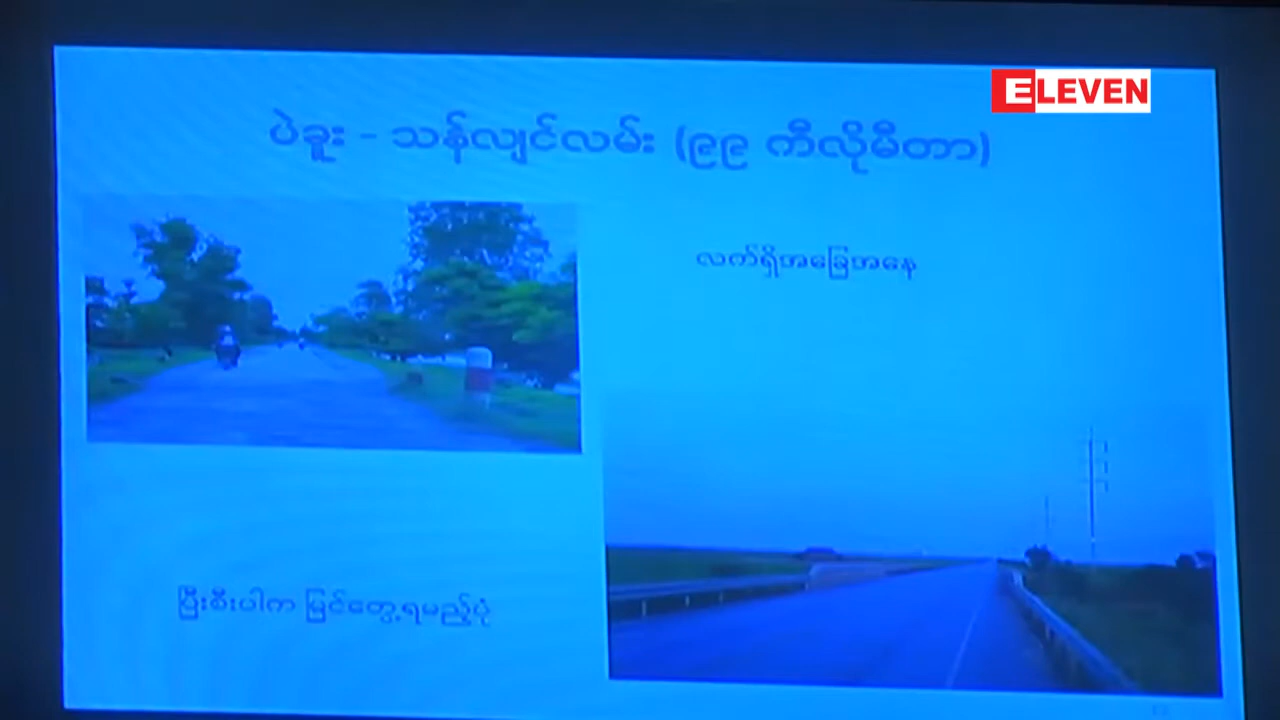 ELEVEN
ပဲခူး - သန်လျင်လမ်း (၉၉ ကီလိုမီတာ)
လက်ရှိအခြေအနေ
ပြီးစီးပါက မြင်တွေ့ရမည့်ပုံ